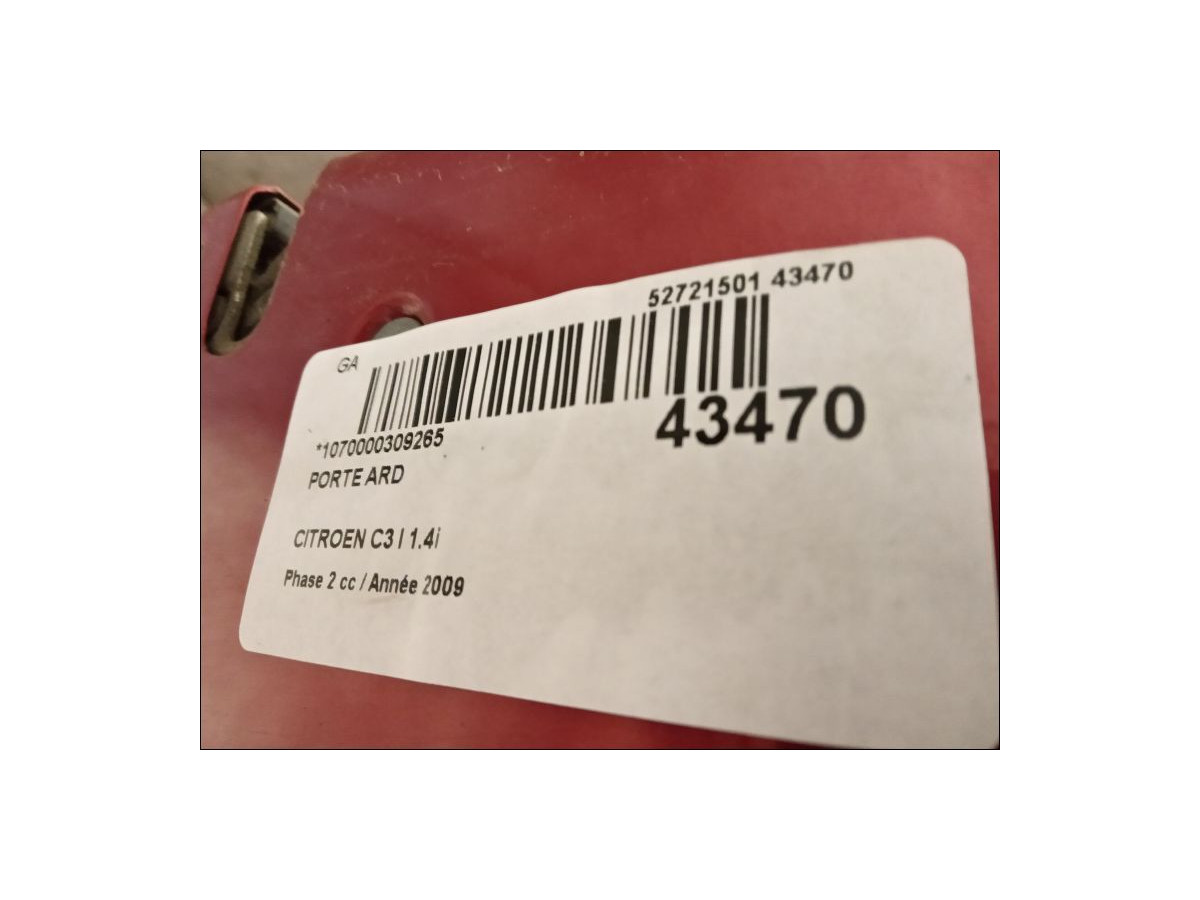 52721501 43470
GA
43470
*1070000309265
PORTE ARD
CITROEN C3 I 1.4i
Phase 2 cc / Année 2009